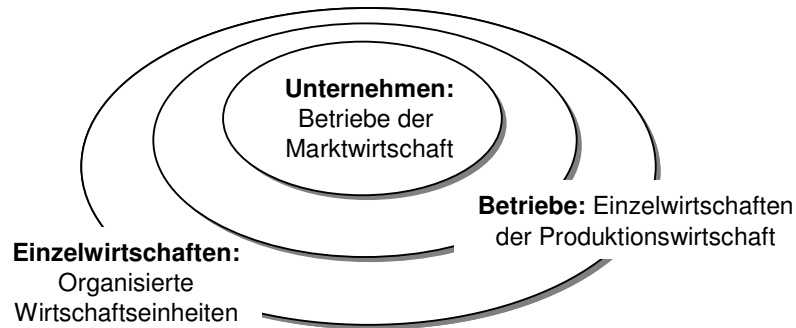 Unternehmen:
Betriebe der
Marktwirtschaft
Betriebe: Einzelwirtschaften
der Produktionswirtschaft
Einzelwirtschaften:
Organisierte
Wirtschaftseinheiten